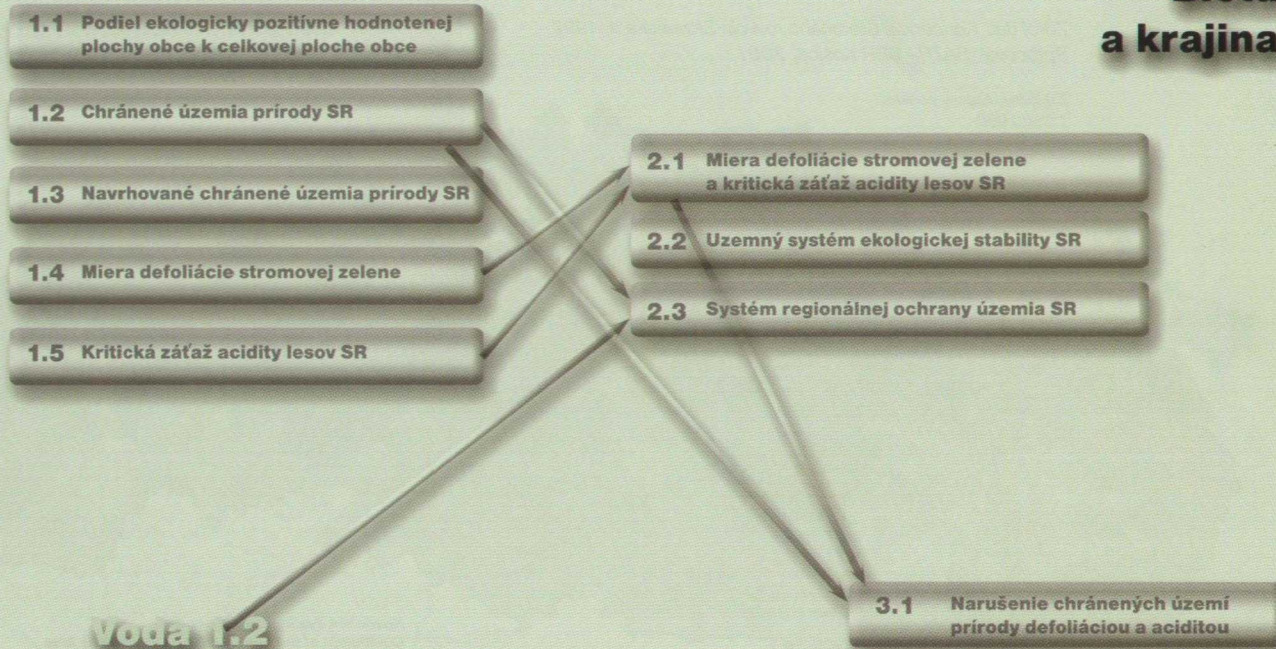 a krajina
1.1 Podiel ekologicky pozitívne hodnotenej
plochy obce k celkovej ploche obce
1.2 Chránené územia prírody SR
1.3 Navrhované chránené územia prírody SR
1.4 Miera defoliácie stromovej zelene
1.5 Kritická záťaž acidity lesov SR
2.1 Miera defoliácie stromovej zelene
a kritická záťaž acidity lesov SR
2.2 Uzemný systém ekologickej stability SR
2.3 Systém regionálnej ochrany územia SR
3.1 Narušenie chránených území
prírody defoliáciou a aciditou
Voda 1.2